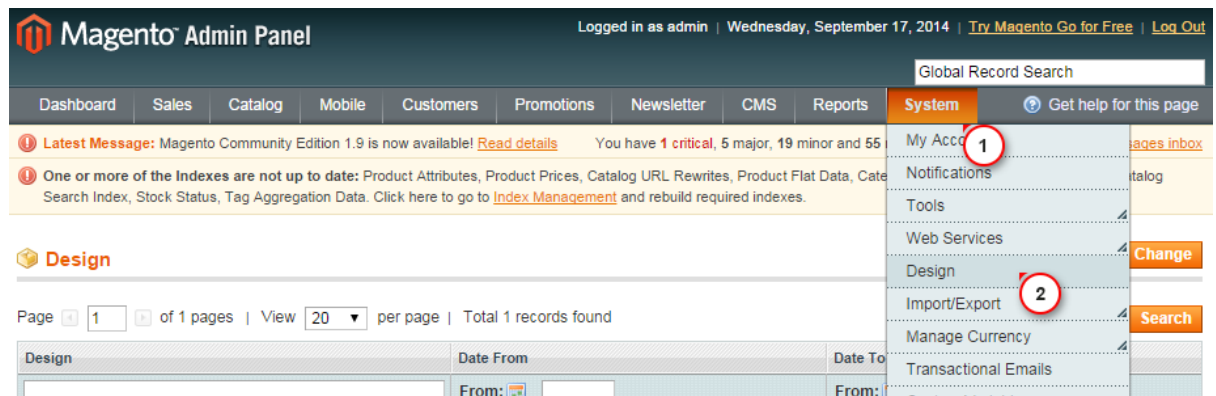 Magento Admin Panel
Logged in as admin | Wednesday, September 17, 2014 | Try Magento Go for Free | Log Out
Global Record Search
Dashboard Sales Catalog Mobile Customers Promotions Newsletter CMS Reports System Get help for this page
Latest Message: Magento Community Edition 1.9 is now available! Read details You have 1 critical, 5 major, 19 minor and 55 inbox
One or more of the Indexes are not up to date: Product Attributes, Product Prices, Catalog URL Rewrites, Product Flat Data,
Search Index, Stock Status, Tag Aggregation Data. Click here to go to Index Management and rebuild required indexes.
My
1
Notifications
Tools
Web Services
Design
2
Import/Export
Manage Currency
Transactional Emails
Design
Change
Page 1 of 1 pages | View 20 per page | Total 1 records found
Search
Design Date From Date To
From: From: